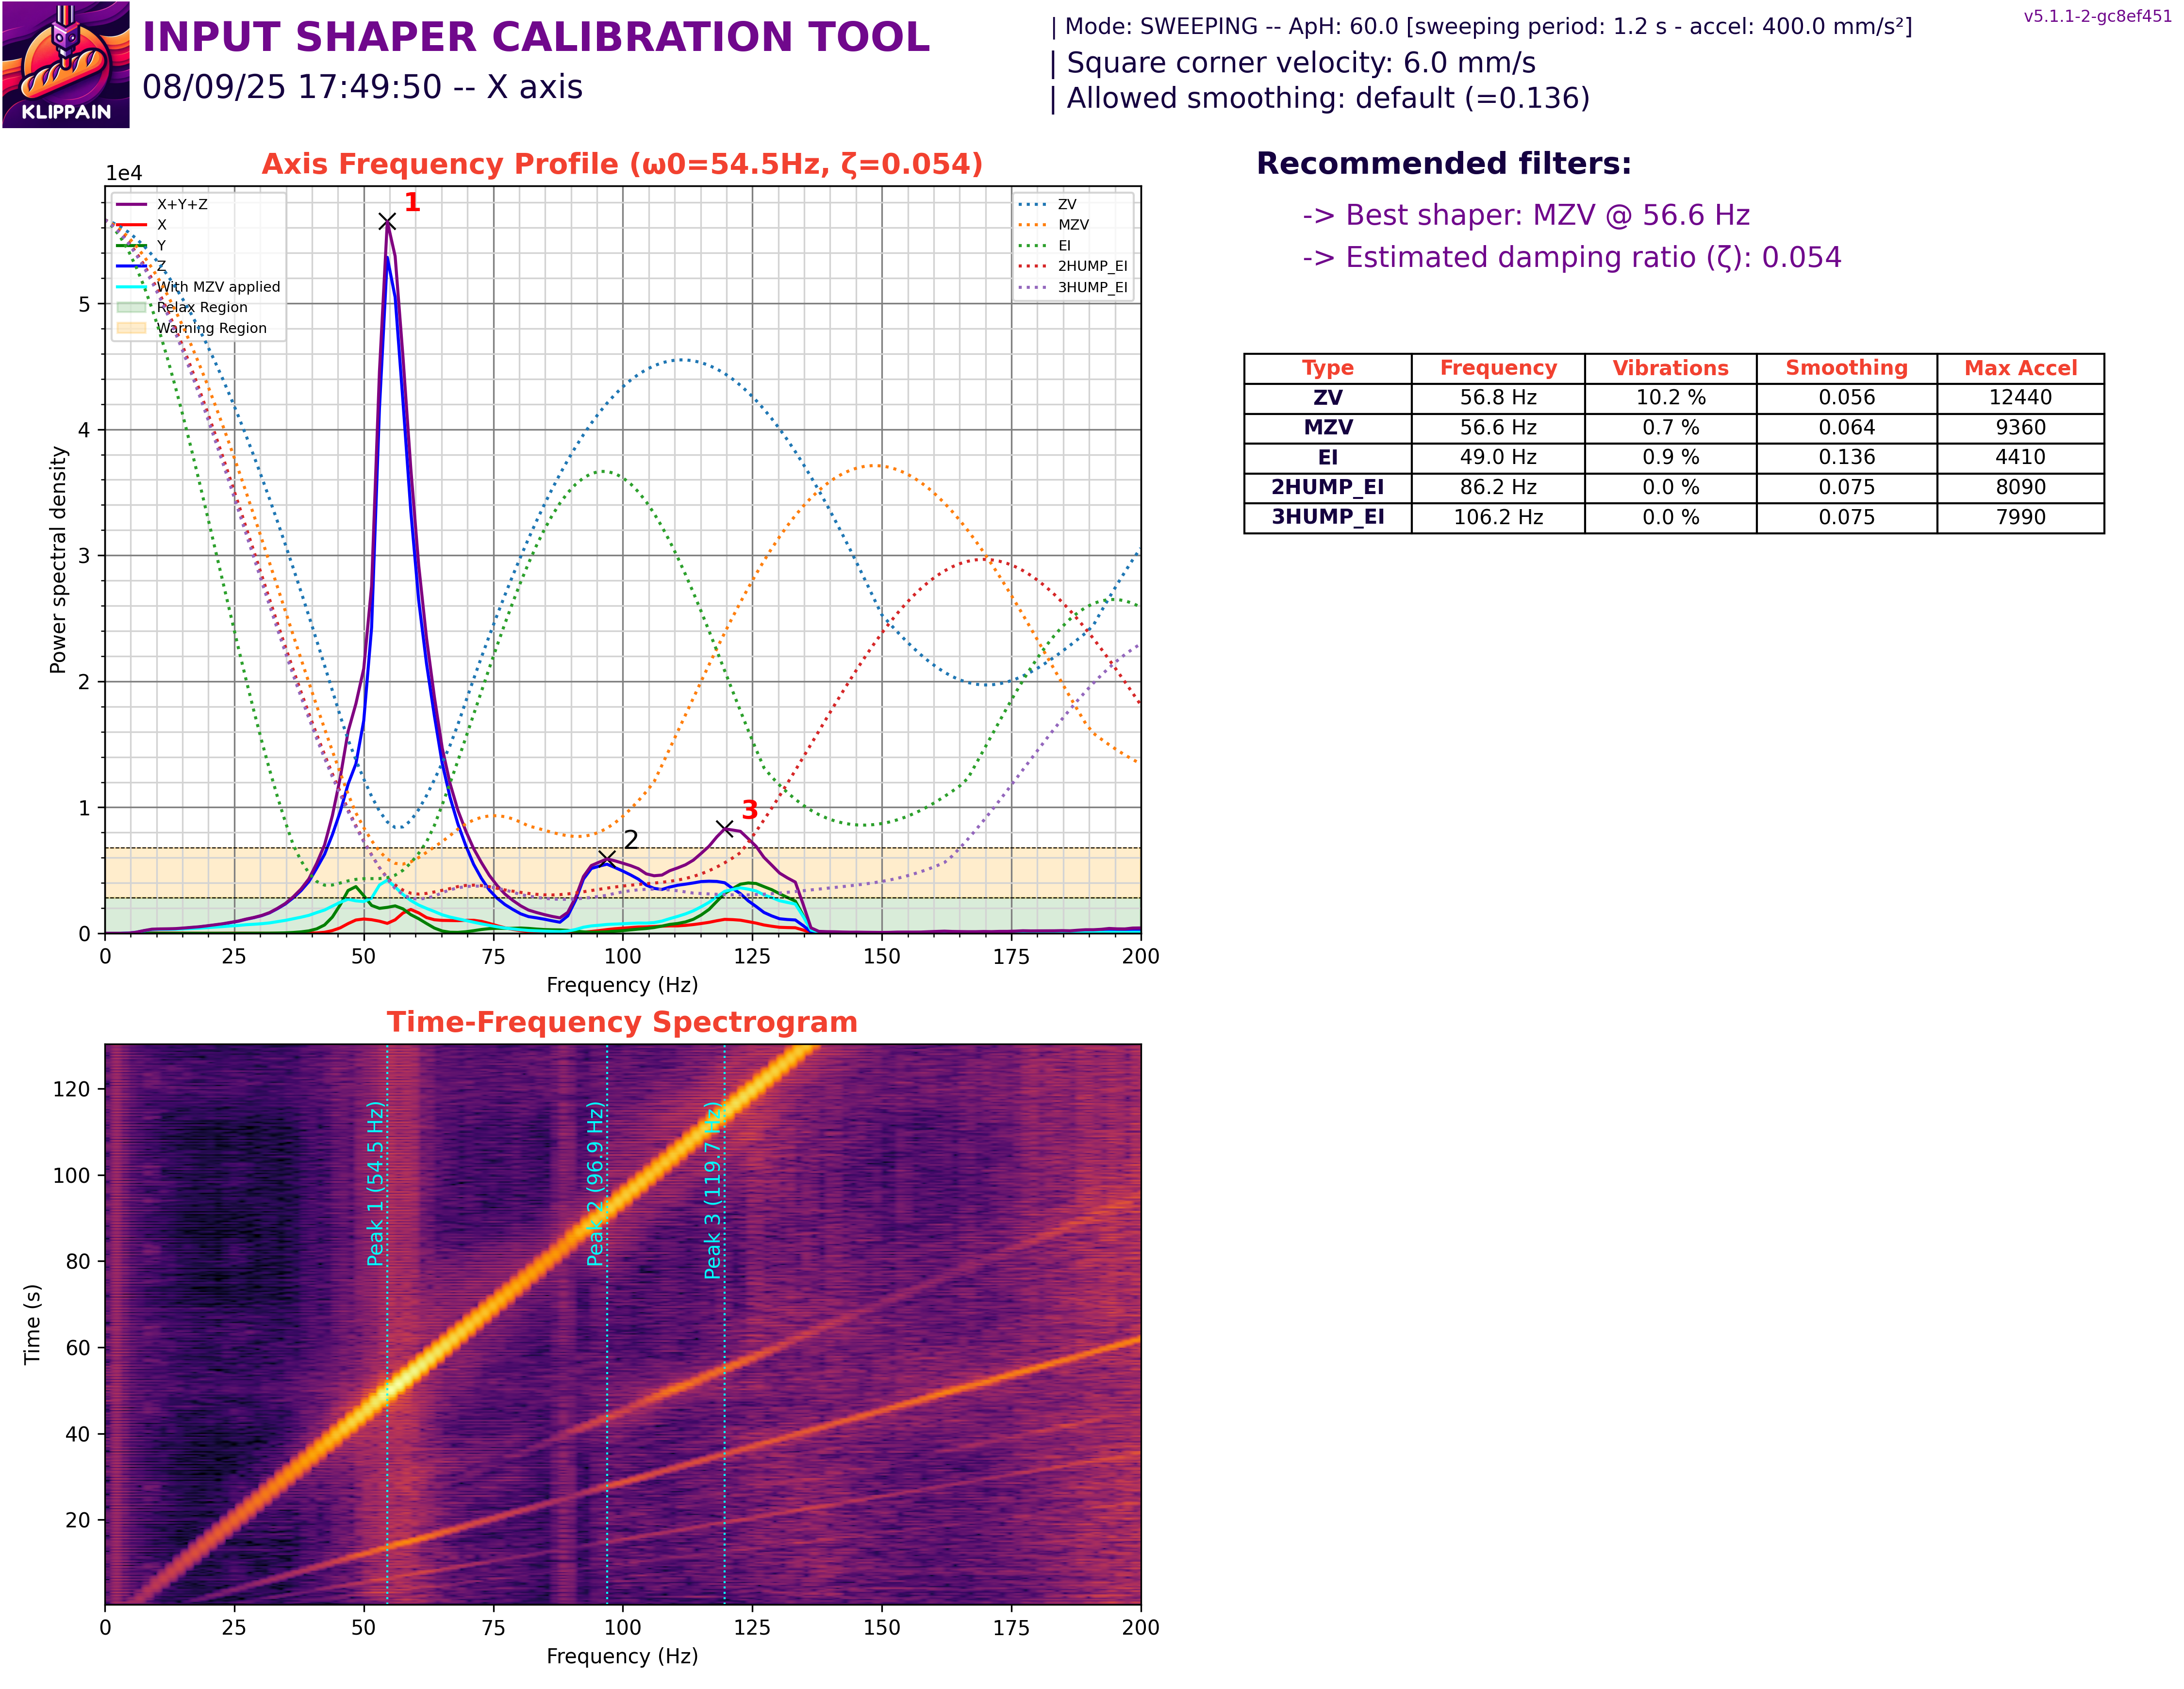 INPUT SHAPER CALIBRATION TOOL
08/09/25 17:49:50 -- X axis
KLIPPAIN
| Mode: SWEEPING -- ApH: 60.0 [sweeping period: 1.2 s - accel: 400.0 mm/s²]
| Square corner velocity: 6.0 mm/s
| Allowed smoothing: default (=0.136)
v5.1.1-2-gc8ef451
Axis Frequency Profile (ω0=54.5Hz, ζ=0.054)
1e4
X+Y+Z
X
Y
Z
With MZV applied
Relax Region
Warning Region
ZV
MZV
EI
2HUMP_EI
3HUMP_EI
1
2
3
Power spectral density
5
4
3
2
1
0
0 25 50 75 100 125 150 175 200
Frequency (Hz)
Recommended filters:
-> Best shaper: MZV @ 56.6 Hz
-> Estimated damping ratio (ζ): 0.054
Type Frequency Vibrations Smoothing Max Accel
ZV 56.8 Hz 10.2 % 0.056 12440
MZV 56.6 Hz 0.7 % 0.064 9360
EI 49.0 Hz 0.9 % 0.136 4410
2HUMP_EI 86.2 Hz 0.0 % 0.075 8090
3HUMP_EI 106.2 Hz 0.0 % 0.075 7990
Time-Frequency Spectrogram
Time (s)
120
100
80
60
40
20
Peak 1 (54.5 Hz)
Peak 2 (96.9 Hz)
Peak 3 (119.7 Hz)
0 25 50 75 100 125 150 175 200
Frequency (Hz)